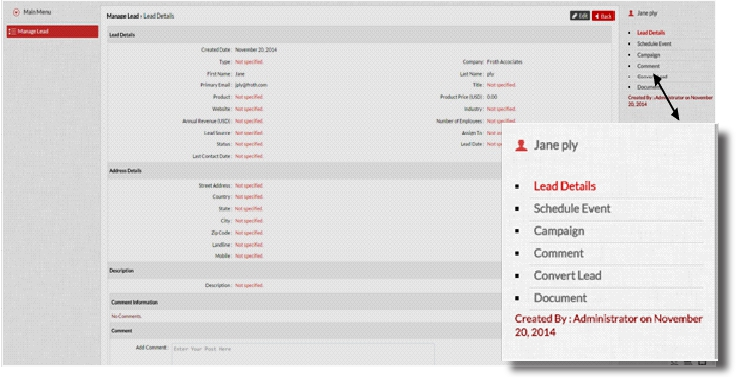 Main Menu
Manage Lead
Manage Lead - Lead Details
Edit
Back
Lead Details
Created Date : November 20, 2014
Type : Not specified.
Company : Froth Associates
First Name : Jane
Last Name : ply
Primary Email : jply@froth.com
Title : Not specified.
Product : Not specified.
Product Price (USD) : 0.00
Website : Not specified.
Industry : Not specified.
Annual Revenue (USD) : Not specified.
Number of Employees : Not specified
Lead Source : Not specified.
Assign To :
Status : Not specified.
Lead Date :
Last Contact Date : Not specified.
Address Details
Street Address : Not specified.
Country : Not specified.
State : Not specified.
City : Not specified.
Zip Code : Not specified.
Landline : Not specified.
Mobile : Not specified.
Description
Description : Not specified.
Comment Information
No Comments.
Comment
Add Comment : Enter Your Post Here
Jane ply
Lead Details
Schedule Event
Campaign
Comment
Document
Created By : Administrator on November
20, 2014
Jane ply
Lead Details
Schedule Event
Campaign
Comment
Convert Lead
Document
Created By : Administrator on November
20, 2014